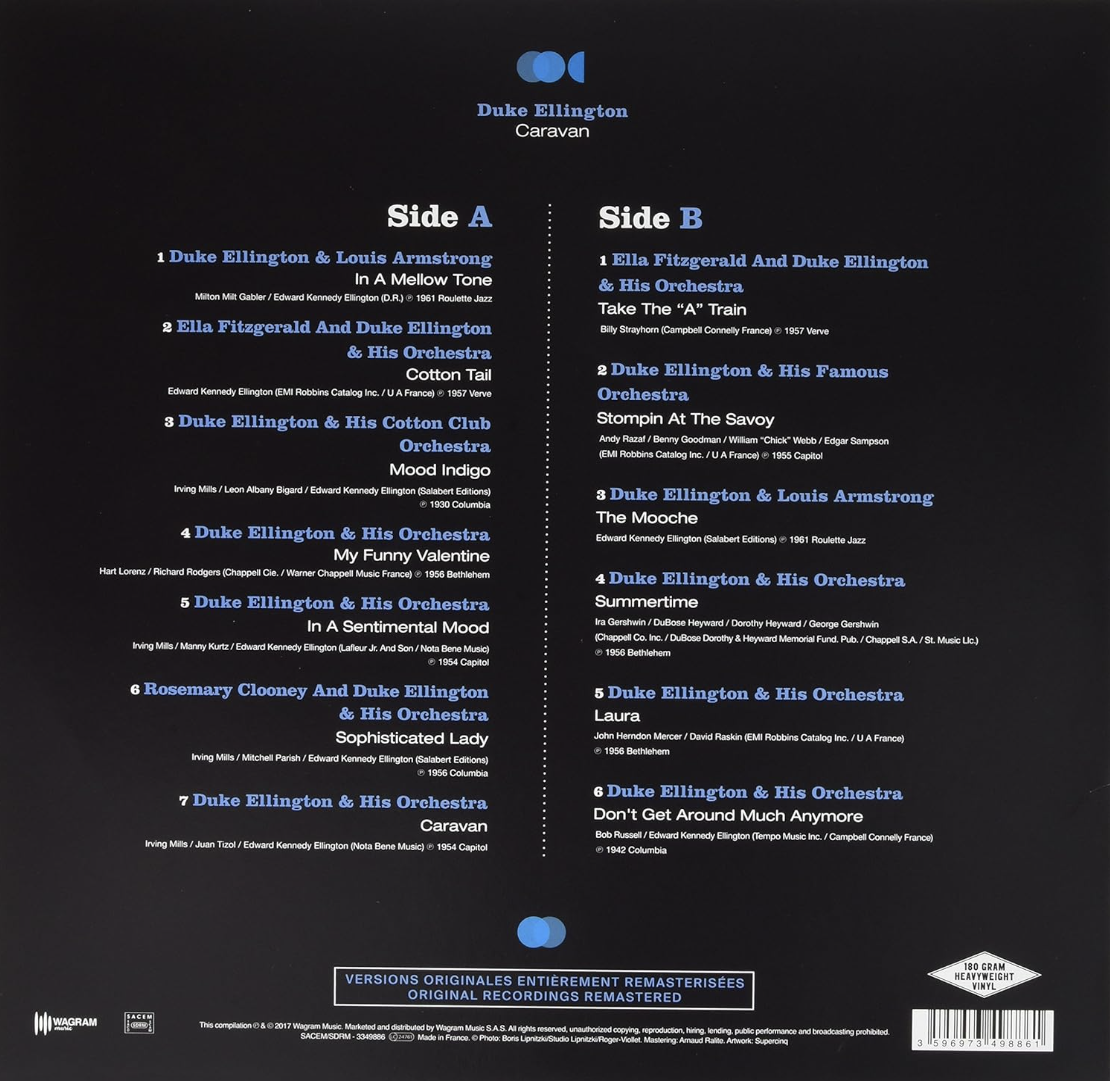 Duke Ellington
Caravan
Side A
1 Duke Ellington & Louis Armstrong
In A Mellow Tone
Milton Milt Gabler / Edward Kennedy Ellington (D.R.) ℗ 1961 Roulette Jazz
2 Ella Fitzgerald And Duke Ellington
& His Orchestra
Cotton Tail
Edward Kennedy Ellington (EMI Robbins Catalog Inc. / U A France) ℗ 1957 Verve
3 Duke Ellington & His Cotton Club
Orchestra
Mood Indigo
Irving Mills / Leon Albany Bigard / Edward Kennedy Ellington (Salabert Editions)
℗ 1930 Columbia
4 Duke Ellington & His Orchestra
My Funny Valentine
Hart Lorenz / Richard Rodgers (Chappell Cie. / Warner Chappell Music France) ℗ 1956 Bethlehem
5 Duke Ellington & His Orchestra
In A Sentimental Mood
Irving Mills / Manny Kurtz / Edward Kennedy Ellington (Lafleur Jr. And Son / Nota Bene Music)
℗ 1954 Capitol
6 Rosemary Clooney And Duke Ellington
& His Orchestra
Sophisticated Lady
Irving Mills / Mitchell Parish / Edward Kennedy Ellington (Salabert Editions)
℗ 1956 Columbia
7 Duke Ellington & His Orchestra
Caravan
Irving Mills / Juan Tizol / Edward Kennedy Ellington (Nota Bene Music) ℗ 1954 Capitol
Side B
1 Ella Fitzgerald And Duke Ellington
& His Orchestra
Take The “A” Train
Billy Strayhorn (Campbell Connelly France) ℗ 1957 Verve
2 Duke Ellington & His Famous
Orchestra
Stompin At The Savoy
Andy Razaf / Benny Goodman / William “Chick” Webb / Edgar Sampson
(EMI Robbins Catalog Inc. / U A France) ℗ 1955 Capitol
3 Duke Ellington & Louis Armstrong
The Mooche
Edward Kennedy Ellington (Salabert Editions) ℗ 1961 Roulette Jazz
4 Duke Ellington & His Orchestra
Summertime
Ira Gershwin / DuBose Heyward / Dorothy Heyward / George Gershwin
(Chappell Co. Inc. / DuBose Dorothy & Heyward Memorial Fund. Pub. / Chappell S.A. / St. Music Llc.)
℗ 1956 Bethlehem
5 Duke Ellington & His Orchestra
Laura
John Herndon Mercer / David Raskin (EMI Robbins Catalog Inc. / U A France)
℗ 1956 Bethlehem
6 Duke Ellington & His Orchestra
Don't Get Around Much Anymore
Bob Russell / Edward Kennedy Ellington (Tempo Music Inc. / Campbell Connelly France)
℗ 1942 Columbia
VERSIONS ORIGINALES ENTIÈREMENT REMASTERISÉES
ORIGINAL RECORDINGS REMASTERED
180 GRAM
HEAVYWEIGHT
VINYL
WAGRAM
music
SACEM
SDRM
This compilation ℗ & © 2017 Wagram Music. Marketed and distributed by Wagram Music S.A.S. All rights reserved, unauthorized copying, reproduction, hiring, lending, public performance and broadcasting prohibited.
SACEM/SDRM - 3349886 LC 24761 Made in France. © Photo: Boris Lipnitzki/Studio Lipnitzki/Roger-Viollet. Mastering: Arnaud Ralite. Artwork: Supercinq
3 596973 498861